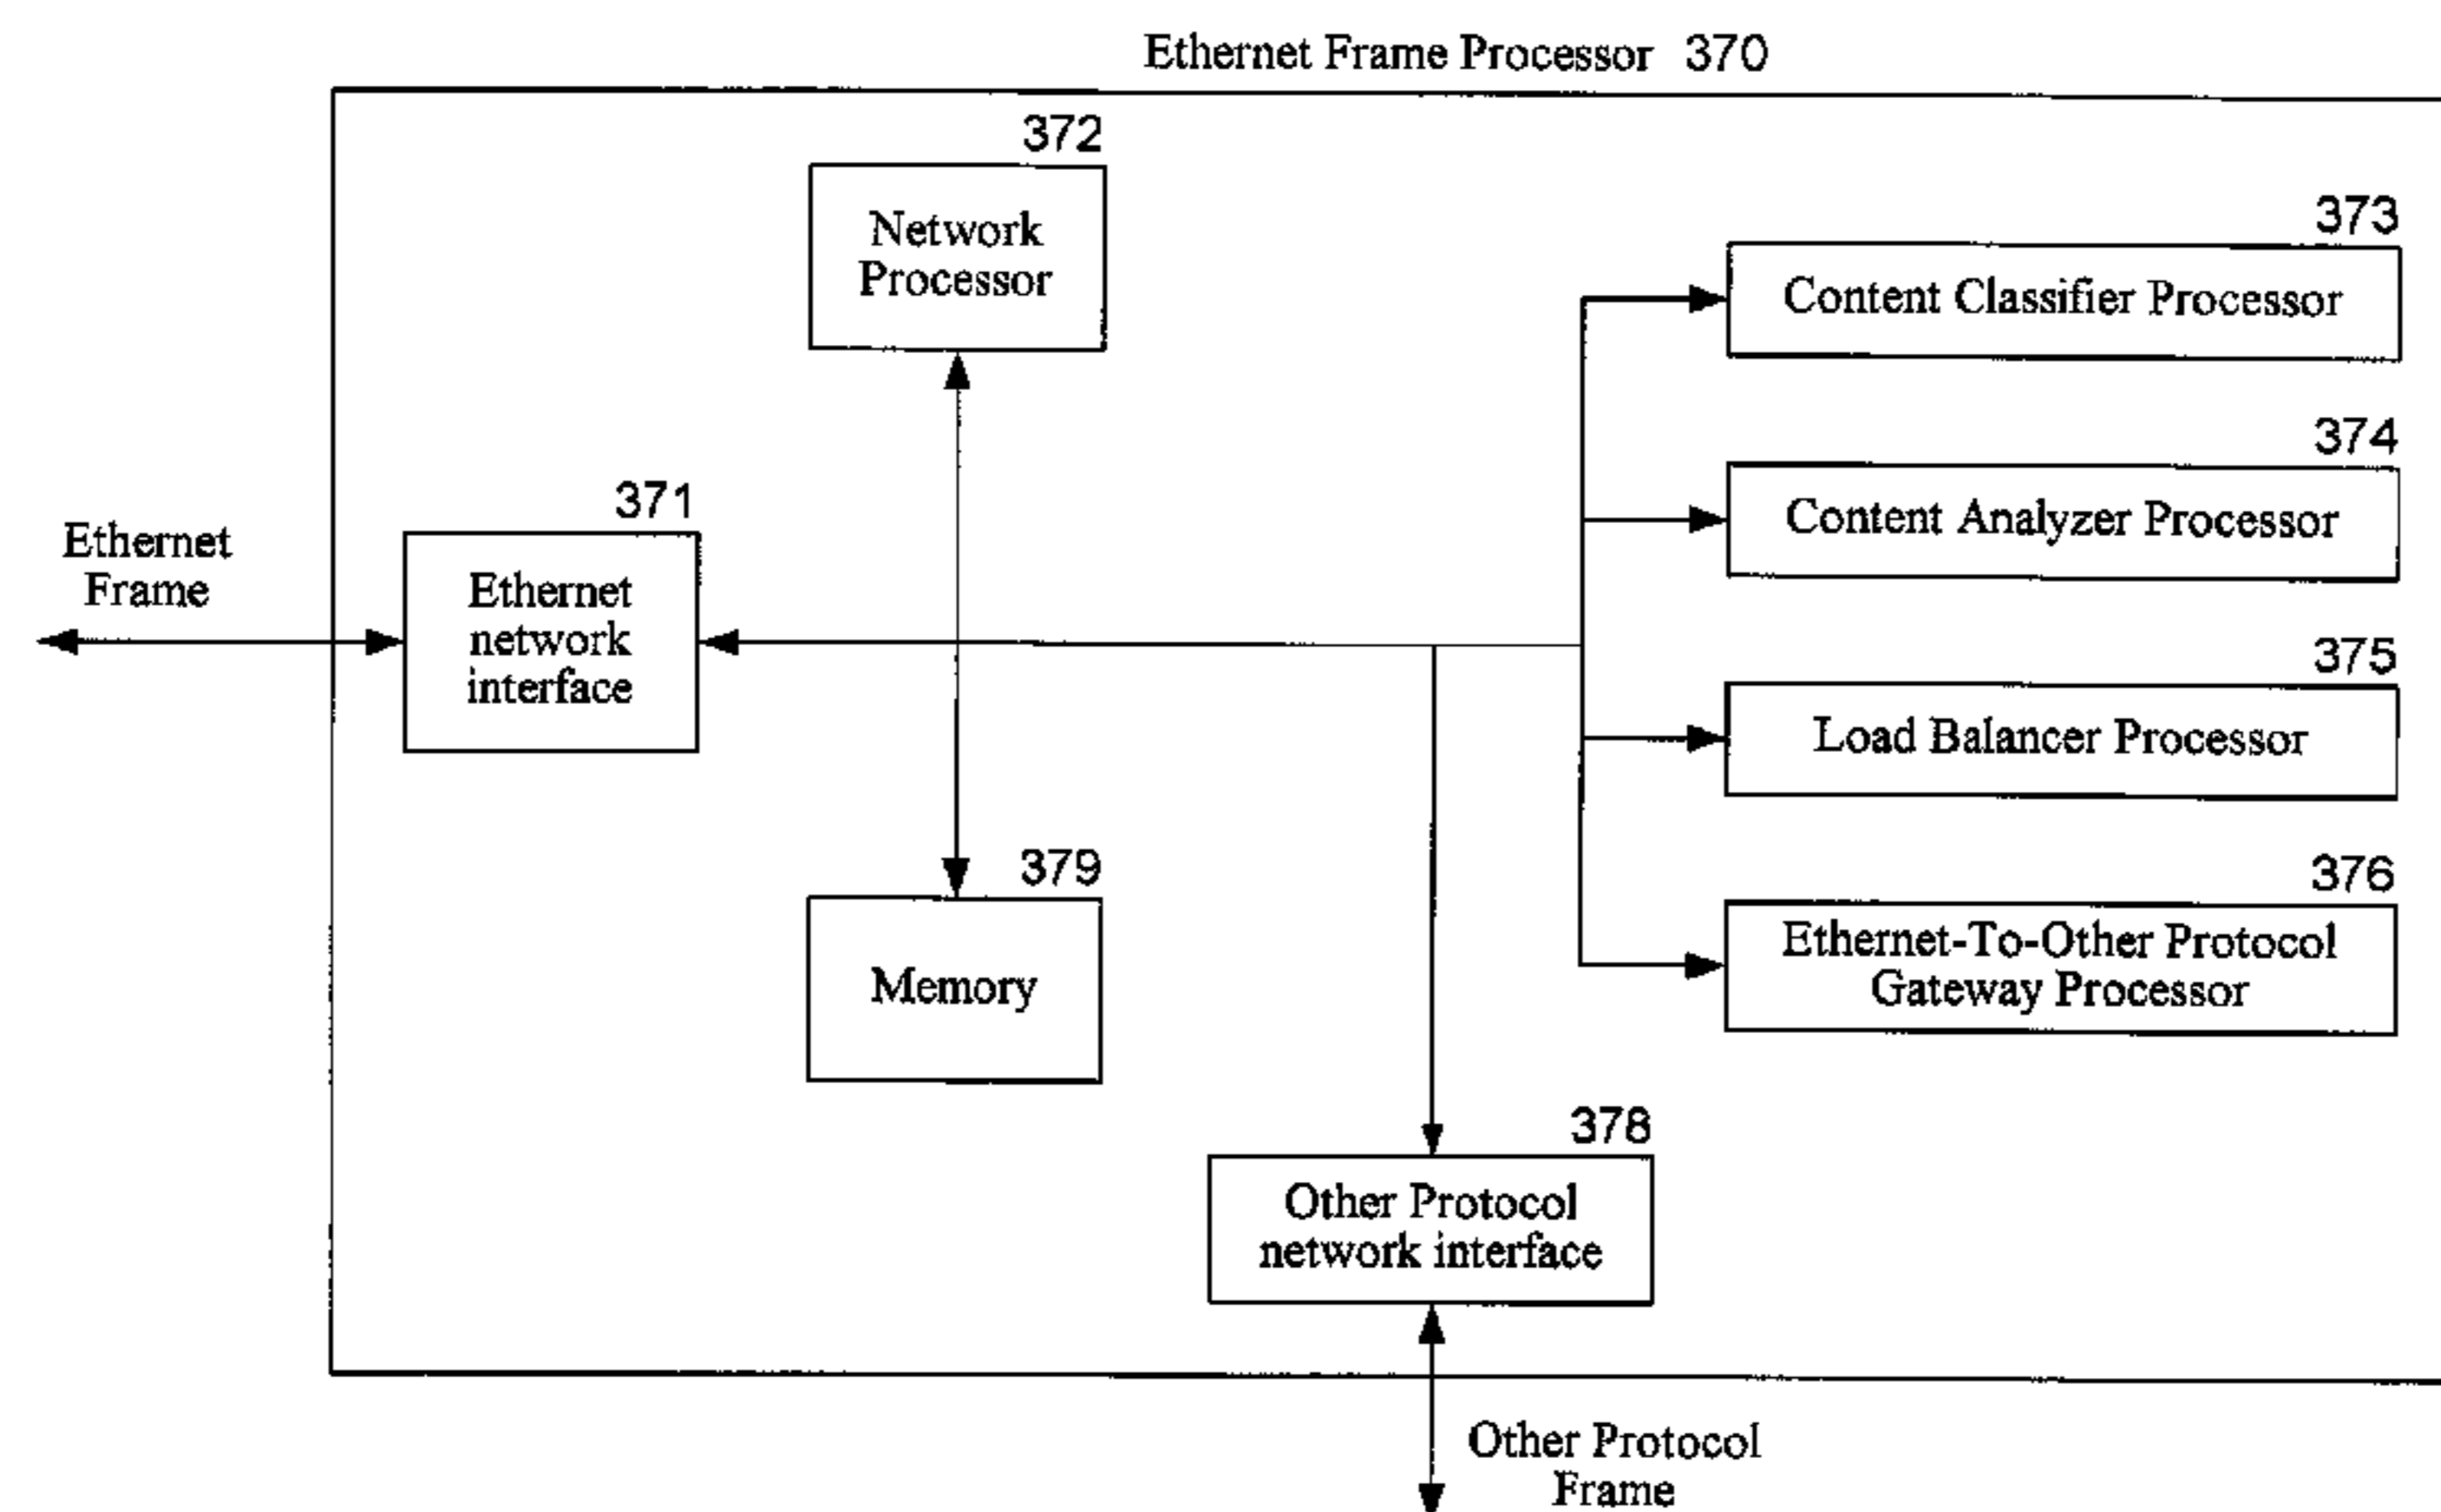 Ethernet Frame Processor 370
372
Network
Processor
373
Content Classifier Processor
374
Content Analyzer Processor
371
Ethernet
Frame
Ethernet
network
interface
375
Load Balancer Processor
379
Memory
376
Ethernet-To-Other Protocol
Gateway Processor
378
Other Protocol
network interface
Other Protocol
Frame